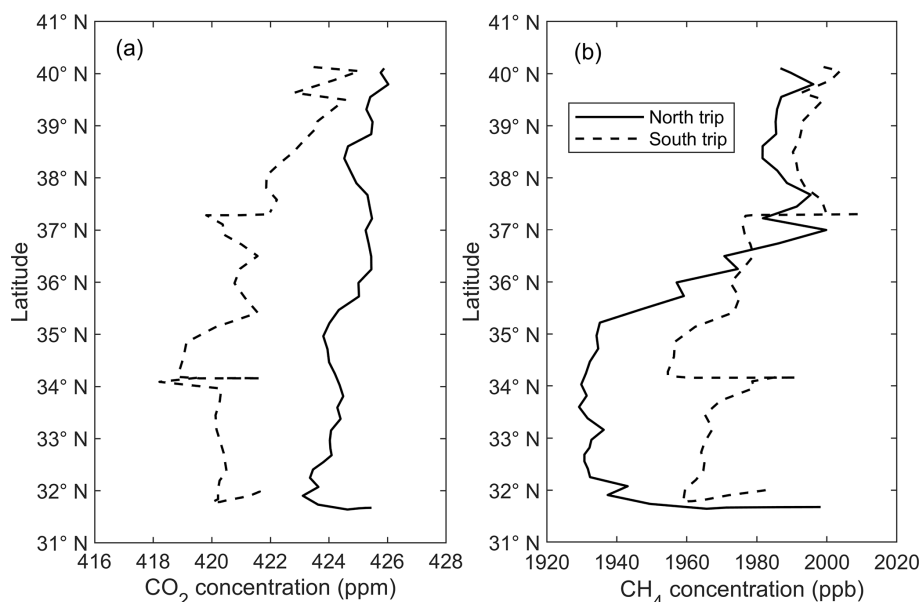 (a)
41° N
40° N
39° N
38° N
37° N
36° N
35° N
34° N
33° N
32° N
31° N
Latitude
416 418 420 422 424 426 428
CO2 concentration (ppm)
(b)
41° N
40° N
39° N
38° N
37° N
36° N
35° N
34° N
33° N
32° N
31° N
Latitude
North trip
South trip
1920 1940 1960 1980 2000 2020
CH4 concentration (ppb)